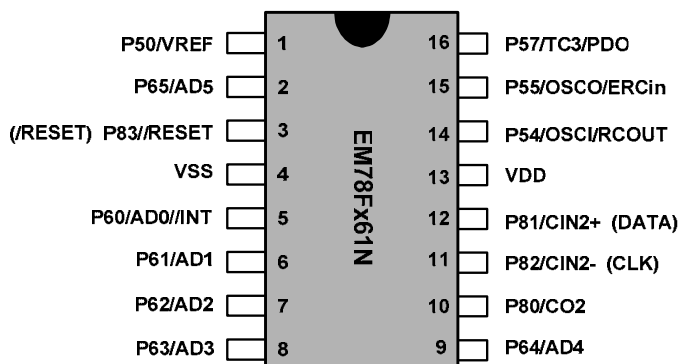 P50/VREF 1 16 P57/TC3/PDO
P65/AD5 2 15 P55/OSCO/ERCin
(/RESET) P83//RESET 3 14 P54/OSCI/RCOUT
VSS 4 13 VDD
P60/AD0//INT 5 12 P81/CIN2+ (DATA)
P61/AD1 6 11 P82/CIN2- (CLK)
P62/AD2 7 10 P80/CO2
P63/AD3 8 9 P64/AD4
EM78Fx61N